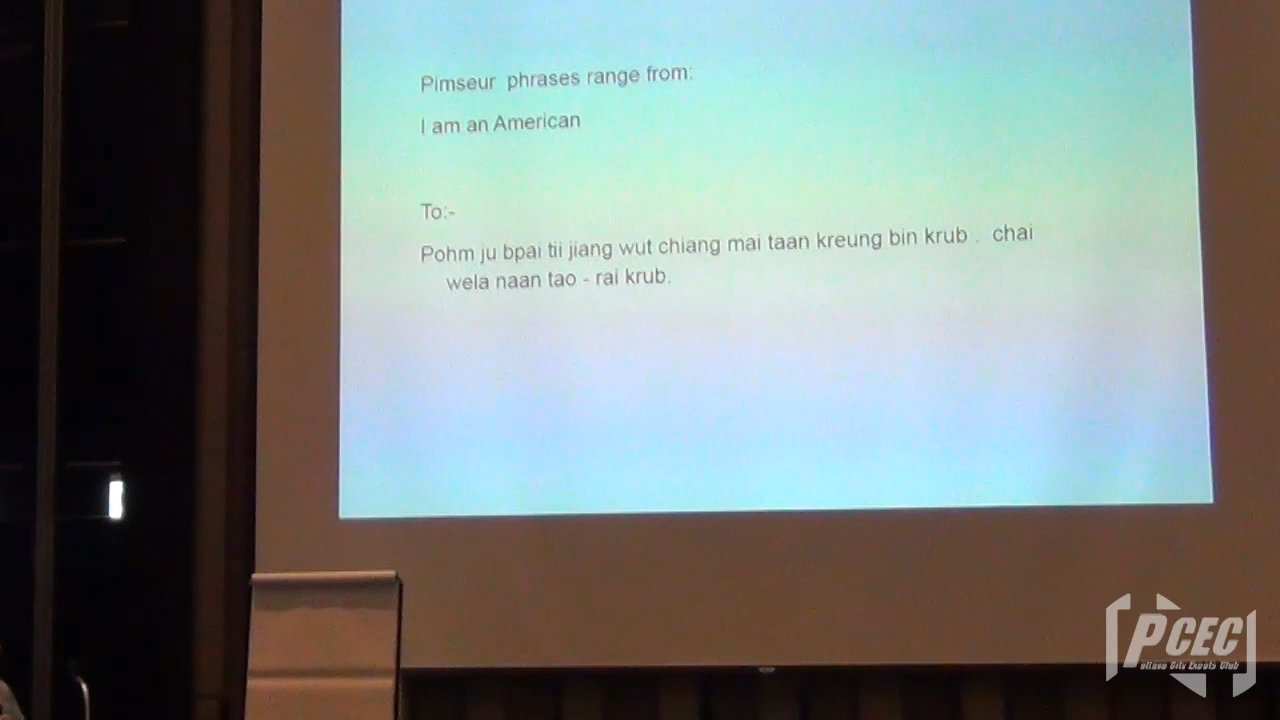 Pimseur phrases range from:
I am an American
To:-
Pohm ju bpai tii jiang wut chiang mai taan kreung bin krub . chai
wela naan tao - rai krub.
PCEC